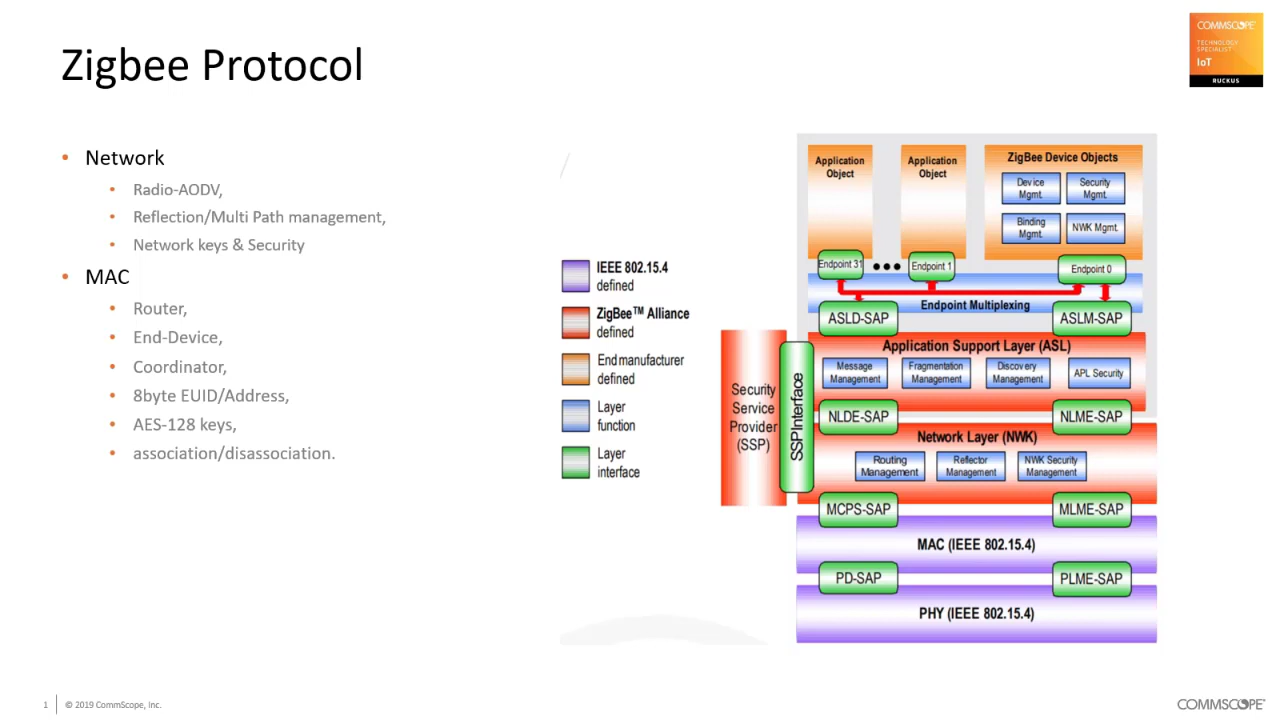 Zigbee Protocol
COMMSCOPE®
TECHNOLOGY
SPECIALIST
IoT
RUCKUS
• Network
• Radio-AODV,
• Reflection/Multi Path management,
• Network keys & Security
• MAC
• Router,
• End-Device,
• Coordinator,
• 8byte EUID/Address,
• AES-128 keys,
• association/disassociation.
IEEE 802.15.4
defined
ZigBee™ Alliance
defined
End manufacturer
defined
Layer
function
Layer
interface
Application
Object
Application
Object
ZigBee Device Objects
Device
Mgmt.
Security
Mgmt.
Binding
Mgmt.
NWK Mgmt.
Endpoint 31
Endpoint 1
Endpoint 0
Endpoint Multiplexing
ASLD-SAP
ASLM-SAP
Application Support Layer (ASL)
Message
Management
Fragmentation
Management
Discovery
Management
APL Security
Security
Service
Provider
(SSP)
SSP Interface
NLDE-SAP
NLME-SAP
Network Layer (NWK)
Routing
Management
Reflector
Management
NWK Security
Management
MCPS-SAP
MLME-SAP
MAC (IEEE 802.15.4)
PD-SAP
PLME-SAP
PHY (IEEE 802.15.4)
1
© 2019 CommScope, Inc.
COMMSCOPE®